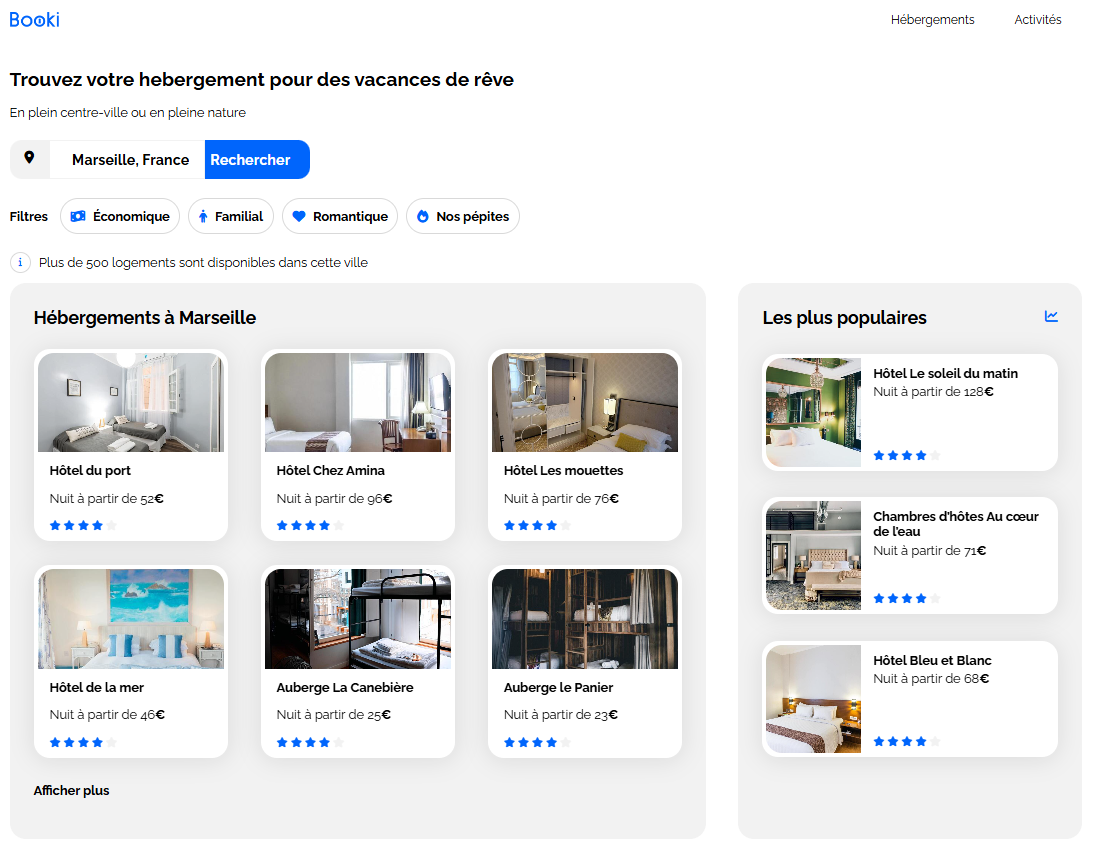 Booki
Hébergements
Activités
Trouvez votre hebergement pour des vacances de rêve
En plein centre-ville ou en pleine nature
Marseille, France
Rechercher
Filtres
Économique
Familial
Romantique
Nos pépites
i
Plus de 500 logements sont disponibles dans cette ville
Hébergements à Marseille
Hôtel du port
Nuit à partir de 52€
Hôtel Chez Amina
Nuit à partir de 96€
Hôtel Les mouettes
Nuit à partir de 76€
Hôtel de la mer
Nuit à partir de 46€
Auberge La Canebière
Nuit à partir de 25€
Auberge le Panier
Nuit à partir de 23€
Afficher plus
Les plus populaires
Hôtel Le soleil du matin
Nuit à partir de 128€
Chambres d'hôtes Au cœur
de l'eau
Nuit à partir de 71€
Hôtel Bleu et Blanc
Nuit à partir de 68€